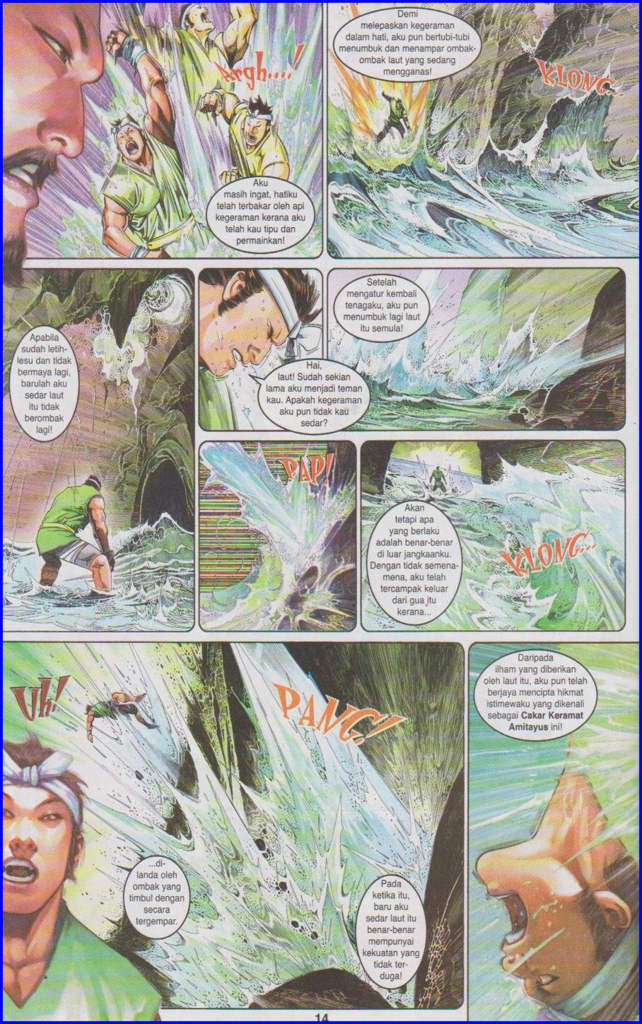 Argh....!
Aku
masih ingat, hatiku
telah terbakar oleh api
kegeraman kerana aku
telah kau tipu dan
permainkan!
Demi
melepaskan kegeraman
dalam hati, aku pun bertubi-tubi
menumbuk dan menampar ombak-
ombak laut yang sedang
mengganas!
KLONG...
Apabila
sudah letih-
lesu dan tidak
bermaya lagi,
barulah aku
sedar laut
itu tidak
berombak
lagi!
Hai,
laut! Sudah sekian
lama aku menjadi teman
kau. Apakah kegeraman
aku pun tidak kau
sedar?
Setelah
mengatur kembali
tenagaku, aku pun
menumbuk lagi laut
itu semula!
PAP!
Akan
tetapi apa
yang berlaku
adalah benar-benar
di luar jangkaanku.
Dengan tidak semena-
mena, aku telah
tercampak keluar
dari gua itu
kerana...
KLONG...
Uh!
PANG!
...di-
landa oleh
ombak yang
timbul dengan
secara
tergempar.
Pada
ketika itu,
baru aku
sedar laut itu
benar-benar
mempunyai
kekuatan yang
tidak ter-
duga!
Daripada
ilham yang diberikan
oleh laut itu, aku pun telah
berjaya mencipta hikmat
istimewaku yang dikenali
sebagai Cakar Keramat
Amitayus ini!
14